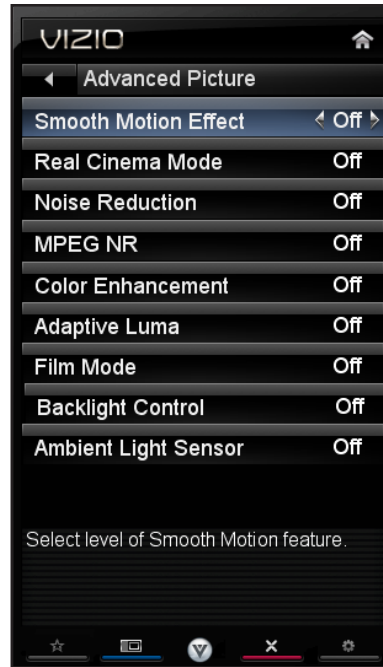 VIZIO
Advanced Picture
Smooth Motion Effect Off
Real Cinema Mode Off
Noise Reduction Off
MPEG NR Off
Color Enhancement Off
Adaptive Luma Off
Film Mode Off
Backlight Control Off
Ambient Light Sensor Off
Select level of Smooth Motion feature.
V